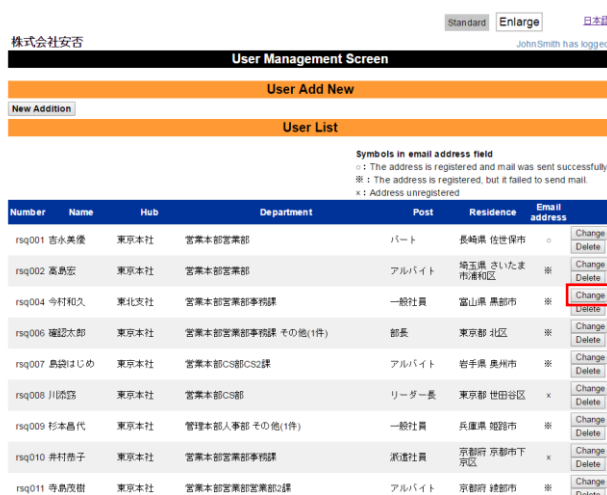 Standard Enlarge 日本語
株式会社安否
JohnSmith has logged
User Management Screen
User Add New
New Addition
User List
Symbols in email address field
○： The address is registered and mail was sent successfully
※： The address is registered, but it failed to send mail.
×： Address unregistered
Number Name Hub Department Post Residence Email address
rsq001 吉永美優 東京本社 営業本部営業部 パート 長崎県 佐世保市 ○ Change
Delete
rsq002 高島宏 東京本社 営業本部営業部 アルバイト 埼玉県 さいたま市浦和区 ※ Change
Delete
rsq004 今村和久 東北支社 営業本部営業部事務課 一般社員 富山県 黒部市 ※ Change
Delete
rsq006 確認太郎 東京本社 営業本部営業部事務課 その他(1件) 部長 東京都 北区 ※ Change
Delete
rsq007 島袋はじめ 東京本社 営業本部CS部CS2課 アルバイト 岩手県 奥州市 ※ Change
Delete
rsq008 川添 東京本社 営業本部CS部 リーダー長 東京都 世田谷区 × Change
Delete
rsq009 杉本昌代 東京本社 管理本部人事部 その他(1件) 一般社員 兵庫県 姫路市 ※ Change
Delete
rsq010 井村恭子 東京本社 営業本部営業部事務課 派遣社員 京都府 京都市下京区 × Change
Delete
rsq011 寺島茂樹 東京本社 営業本部営業部営業部2課 アルバイト 京都府 綾部市 ※ Change
Delete